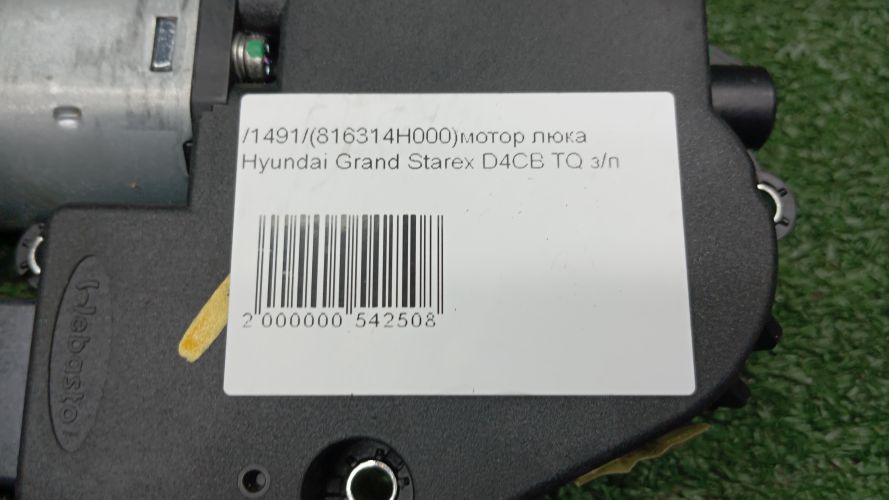 /1491/(816314H000)мотор люка
Hyundai Grand Starex D4CB TQ з/п
2 000000 542508
Webasto